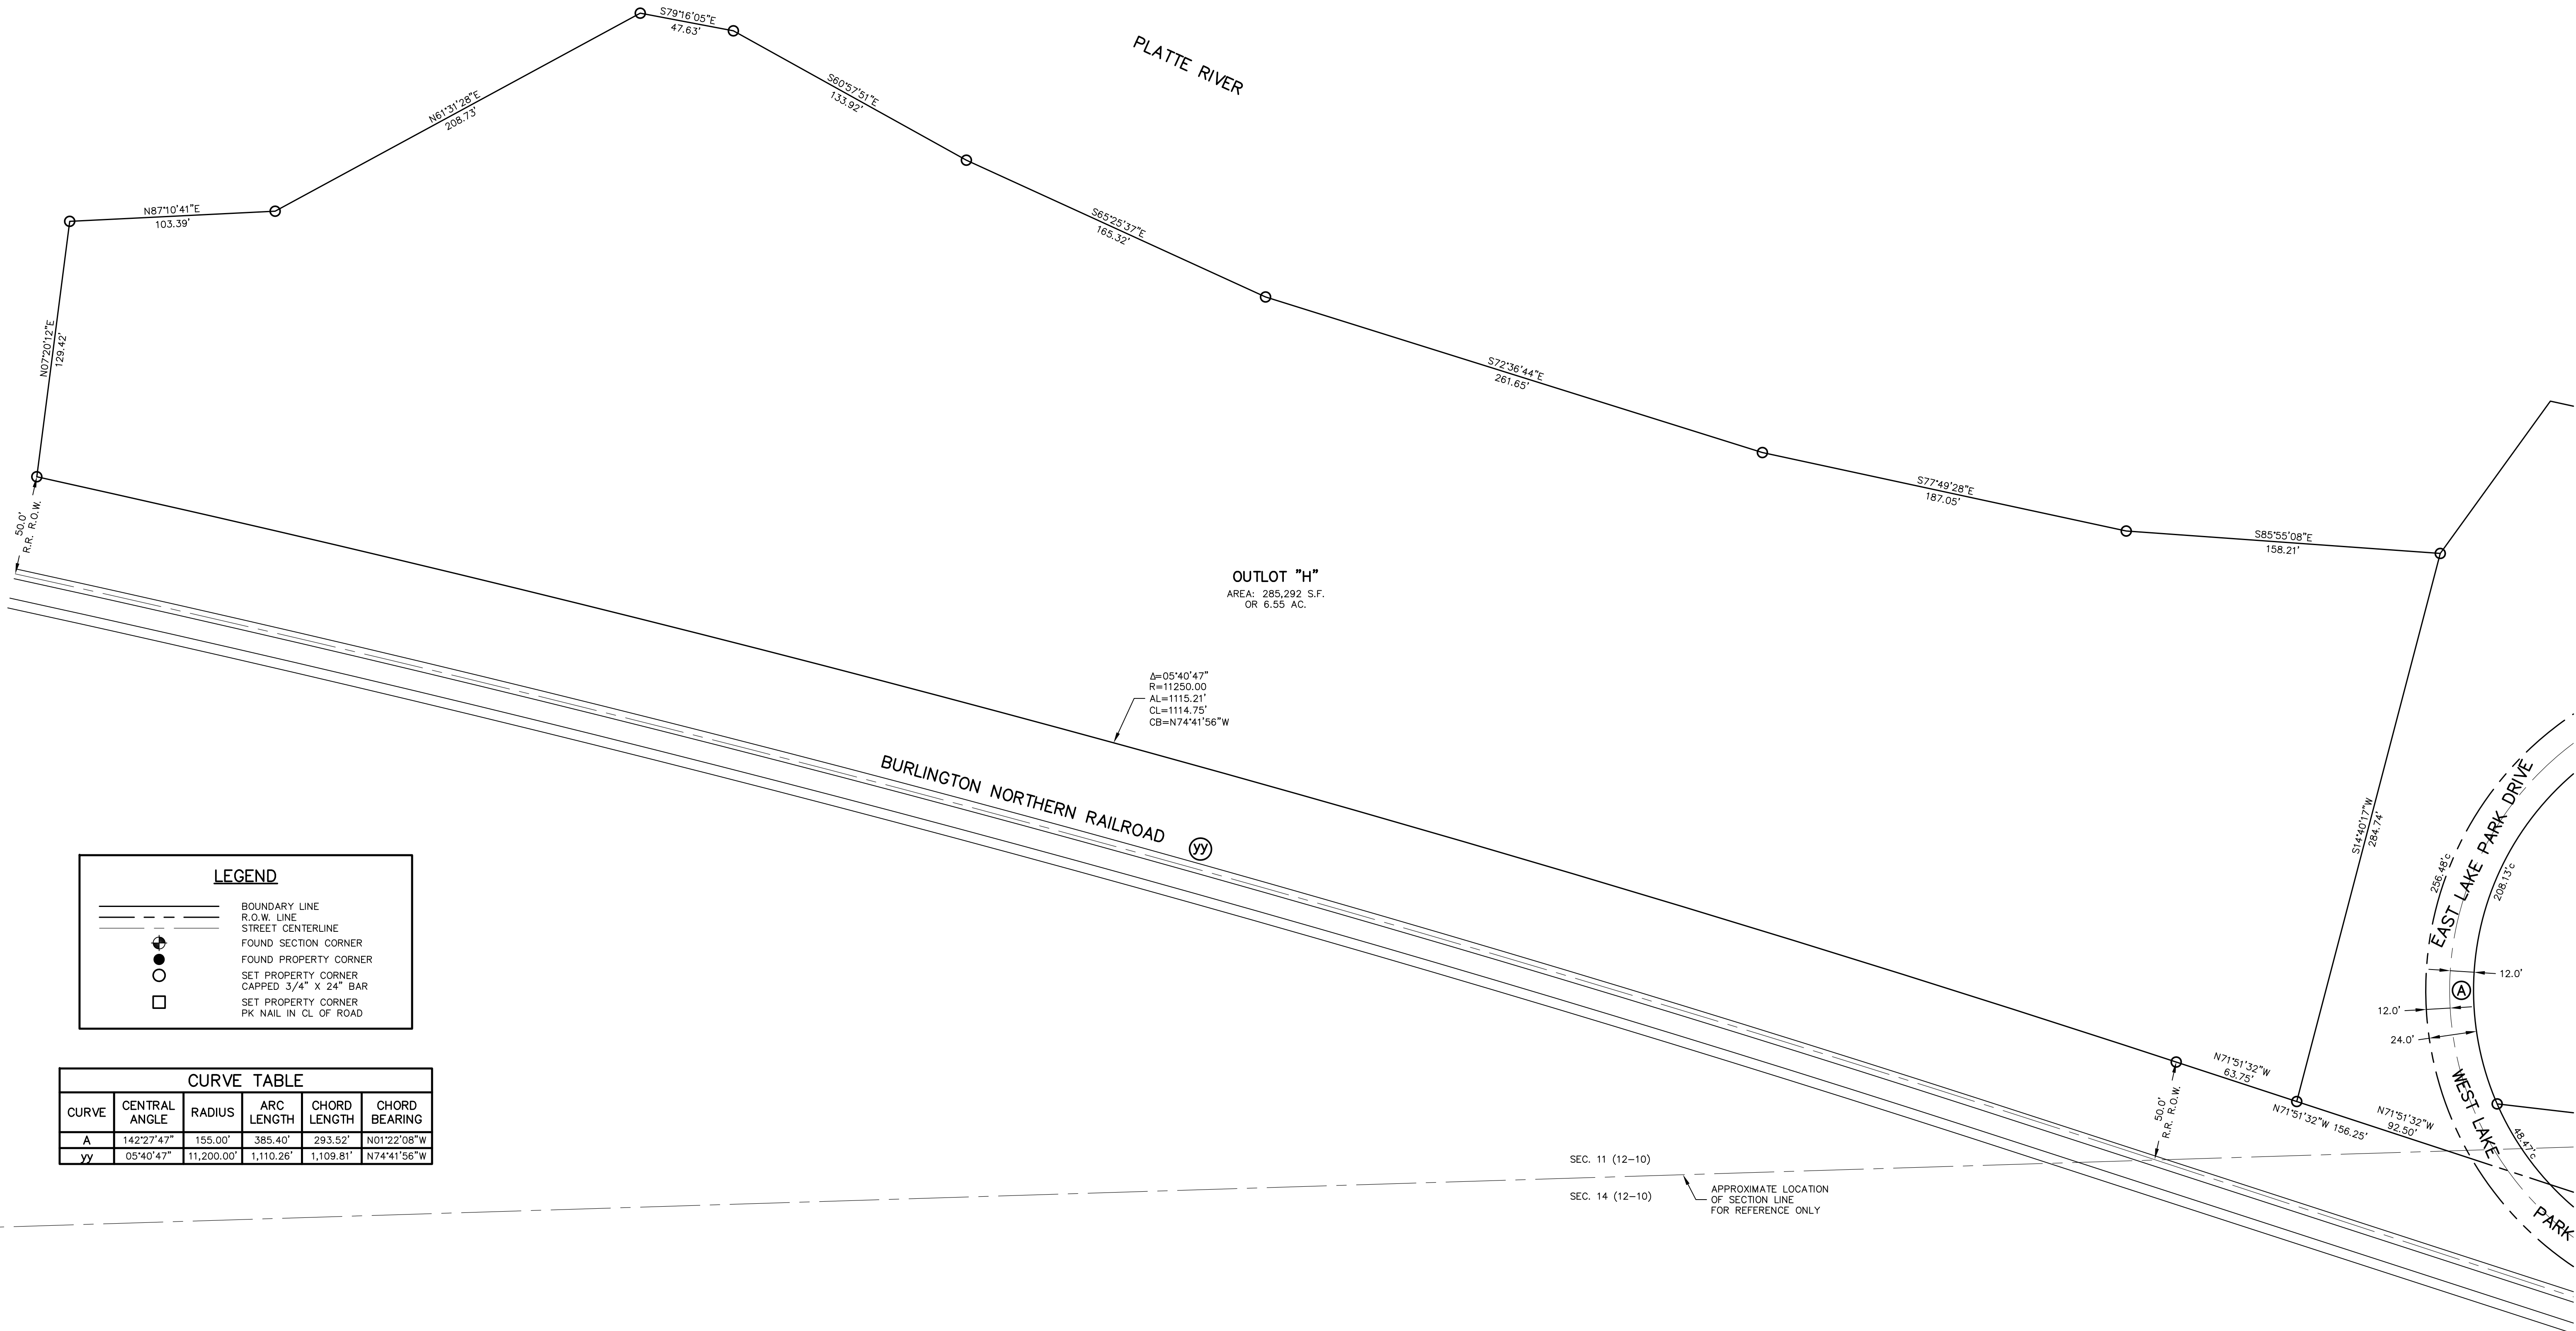 S79°16'05"E
47.63'
PLATTE RIVER
S60°57'51"E
133.92'
N61°31'28"E
208.73'
N87°10'41"E
103.39'
S65°25'37"E
165.32'
N07°20'12"E
129.42'
S72°36'44"E
261.65'
S77°49'28"E
187.05'
S85°55'08"E
158.21'
50.0'
R.R. R.O.W.
OUTLOT "H"
AREA: 285,292 S.F.
OR 6.55 AC.
Δ=05°40'47"
R=11250.00
AL=1115.21'
CL=1114.75'
CB=N74°41'56"W
BURLINGTON NORTHERN RAILROAD
yy
S14°40'17"W
284.74'
EAST LAKE PARK DRIVE
256.48'c
208.13'c
12.0'
A
12.0'
24.0'
WEST LAKE
PARK
N71°51'32"W
63.75'
N71°51'32"W 156.25'
N71°51'32"W
92.50'
48.47'c
50.0'
R.R. R.O.W.
LEGEND
BOUNDARY LINE
R.O.W. LINE
STREET CENTERLINE
FOUND SECTION CORNER
FOUND PROPERTY CORNER
SET PROPERTY CORNER
CAPPED 3/4" X 24" BAR
SET PROPERTY CORNER
PK NAIL IN CL OF ROAD
CURVE TABLE
CURVE CENTRAL ANGLE RADIUS ARC LENGTH CHORD LENGTH CHORD BEARING
A 142°27'47" 155.00' 385.40' 293.52' N01°22'08"W
yy 05°40'47" 11,200.00' 1,110.26' 1,109.81' N74°41'56"W
SEC. 11 (12-10)
SEC. 14 (12-10)
APPROXIMATE LOCATION
OF SECTION LINE
FOR REFERENCE ONLY